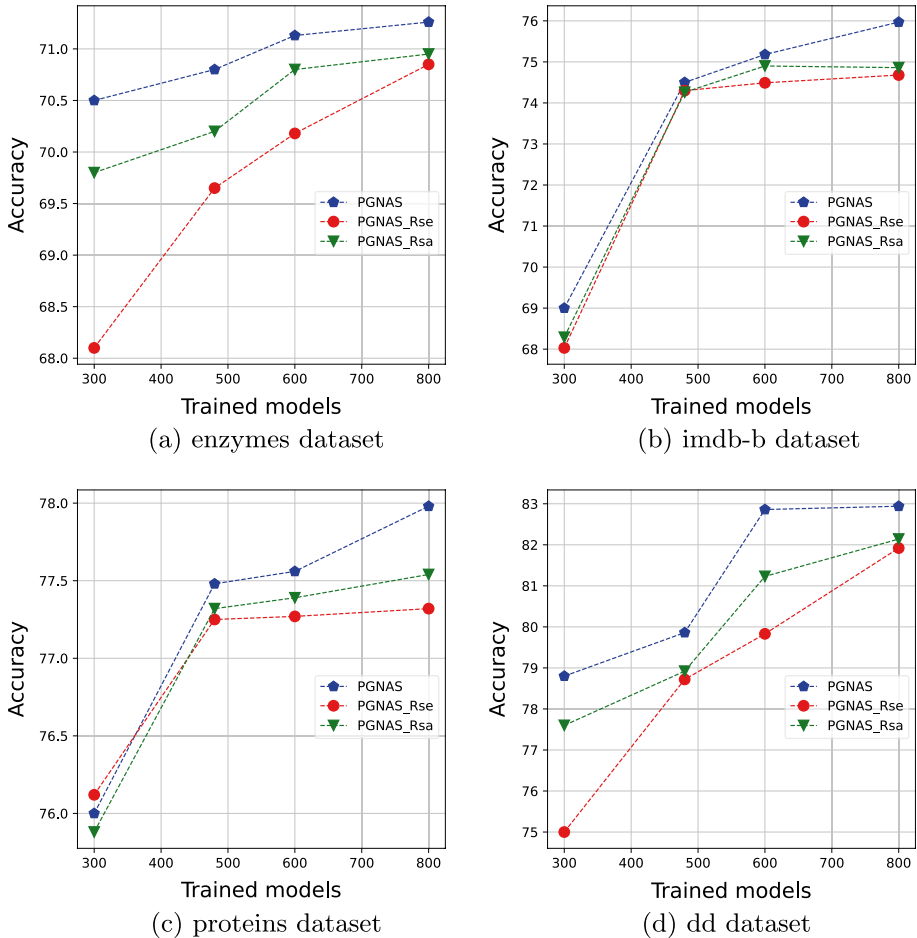 71.0
70.5
70.0
69.5
69.0
68.5
68.0
Accuracy
PGNAS
PGNAS_Rse
PGNAS_Rsa
300 400 500 600 700 800
Trained models
(a) enzymes dataset
76
75
74
73
72
71
70
69
68
Accuracy
PGNAS
PGNAS_Rse
PGNAS_Rsa
300 400 500 600 700 800
Trained models
(b) imdb-b dataset
78.0
77.5
77.0
76.5
76.0
Accuracy
PGNAS
PGNAS_Rse
PGNAS_Rsa
300 400 500 600 700 800
Trained models
(c) proteins dataset
83
82
81
80
79
78
77
76
75
Accuracy
PGNAS
PGNAS_Rse
PGNAS_Rsa
300 400 500 600 700 800
Trained models
(d) dd dataset